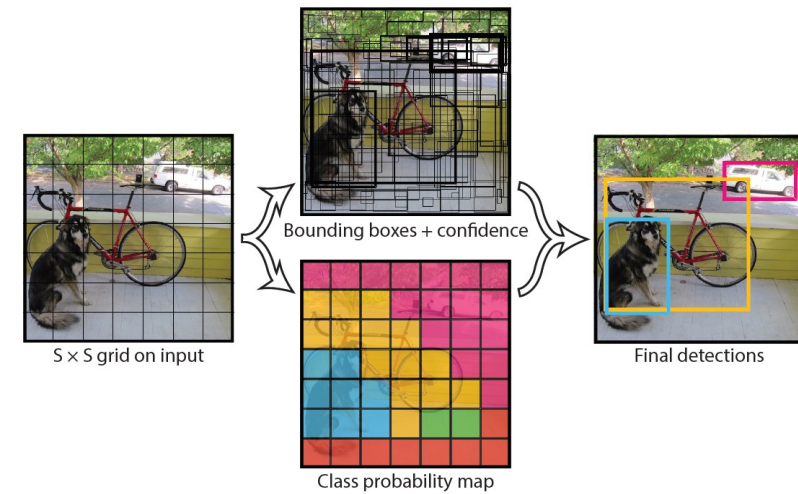 S × S grid on input
Bounding boxes + confidence
Class probability map
Final detections